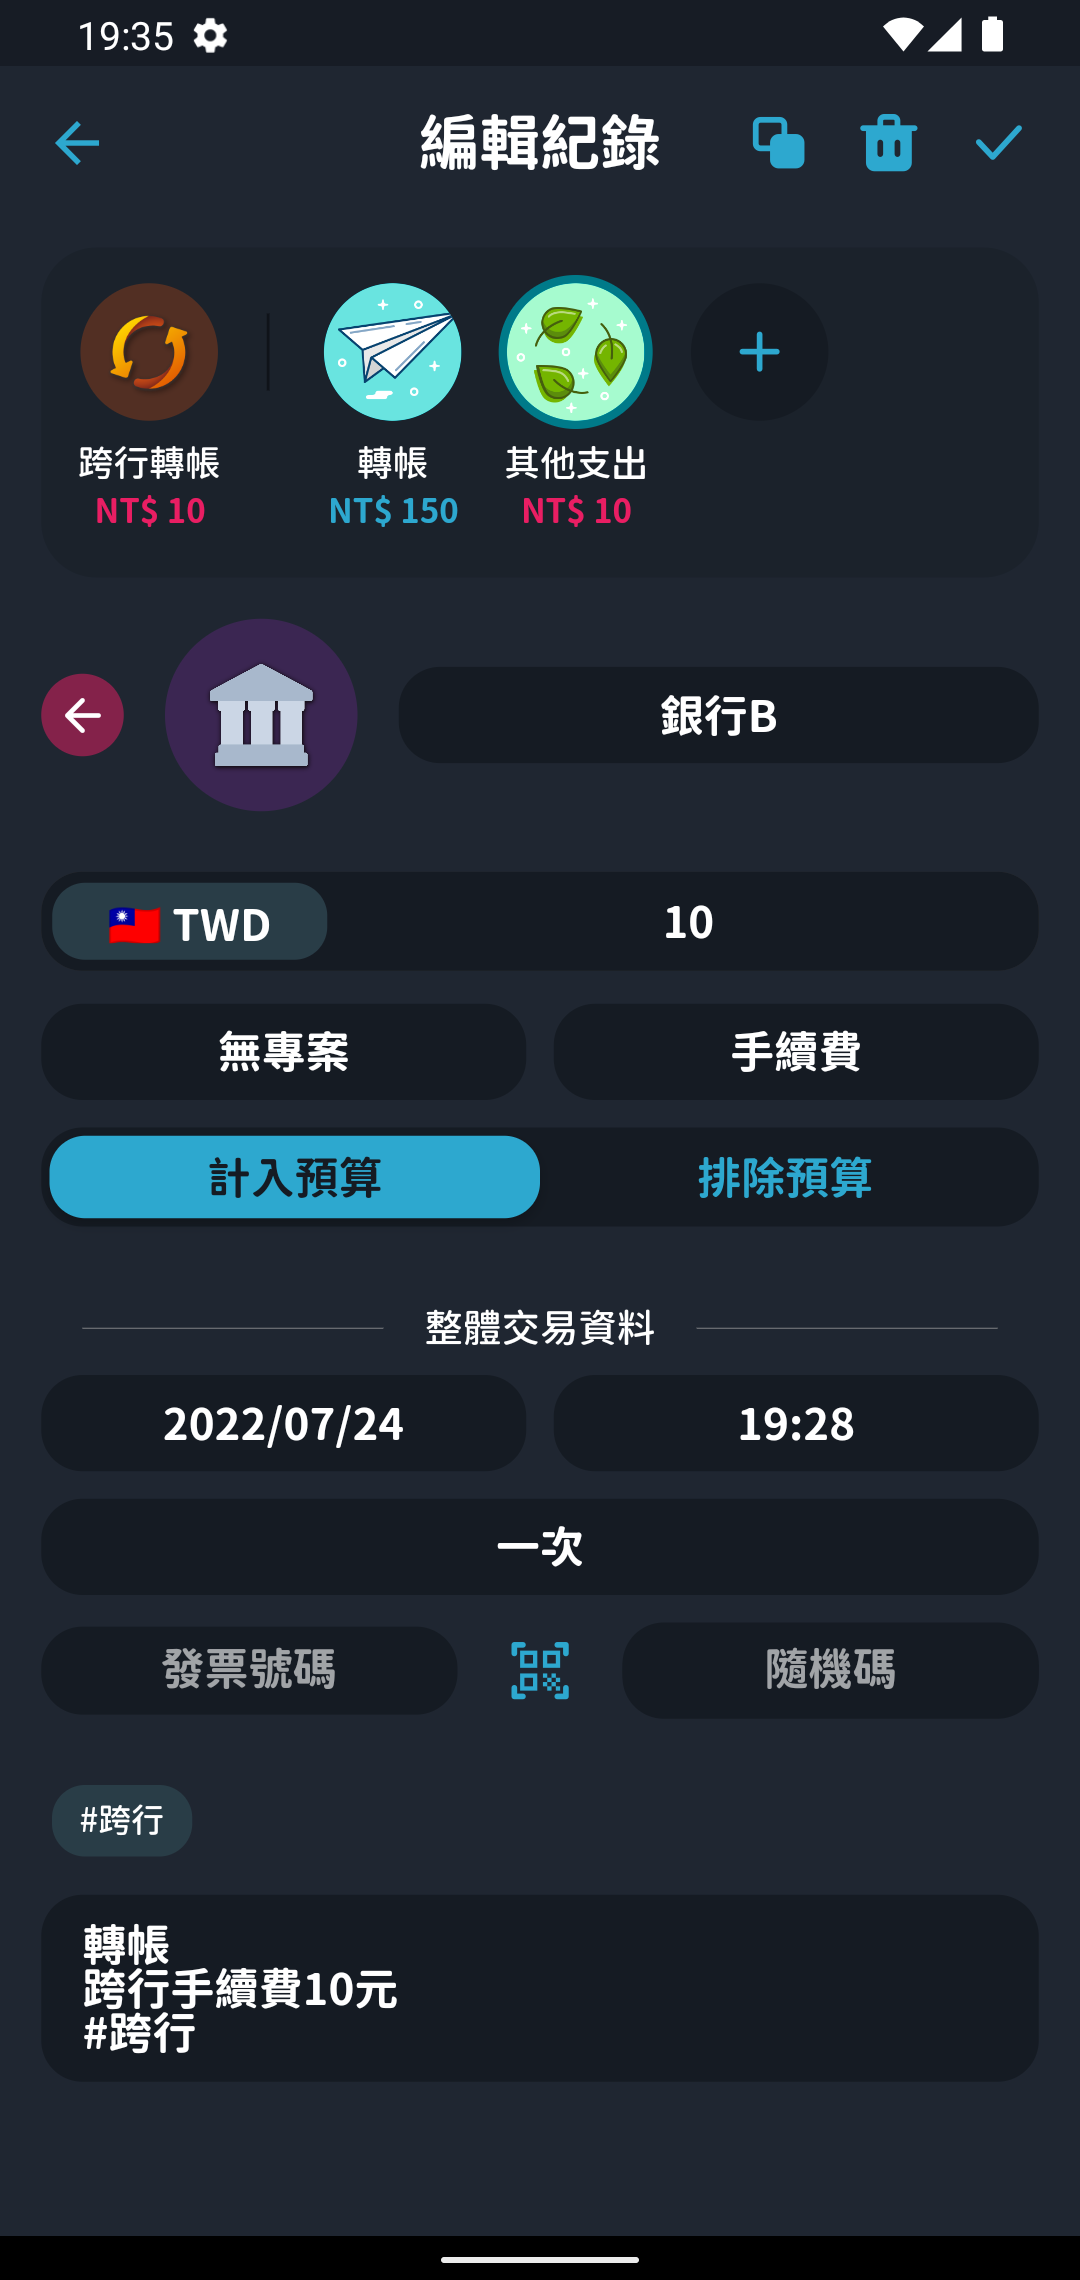 19:35
編輯紀錄
跨行轉帳
NT$ 10
轉帳
NT$ 150
其他支出
NT$ 10
銀行B
TWD
10
無專案
手續費
計入預算
排除預算
整體交易資料
2022/07/24
19:28
一次
發票號碼
隨機碼
#跨行
轉帳
跨行手續費10元
#跨行